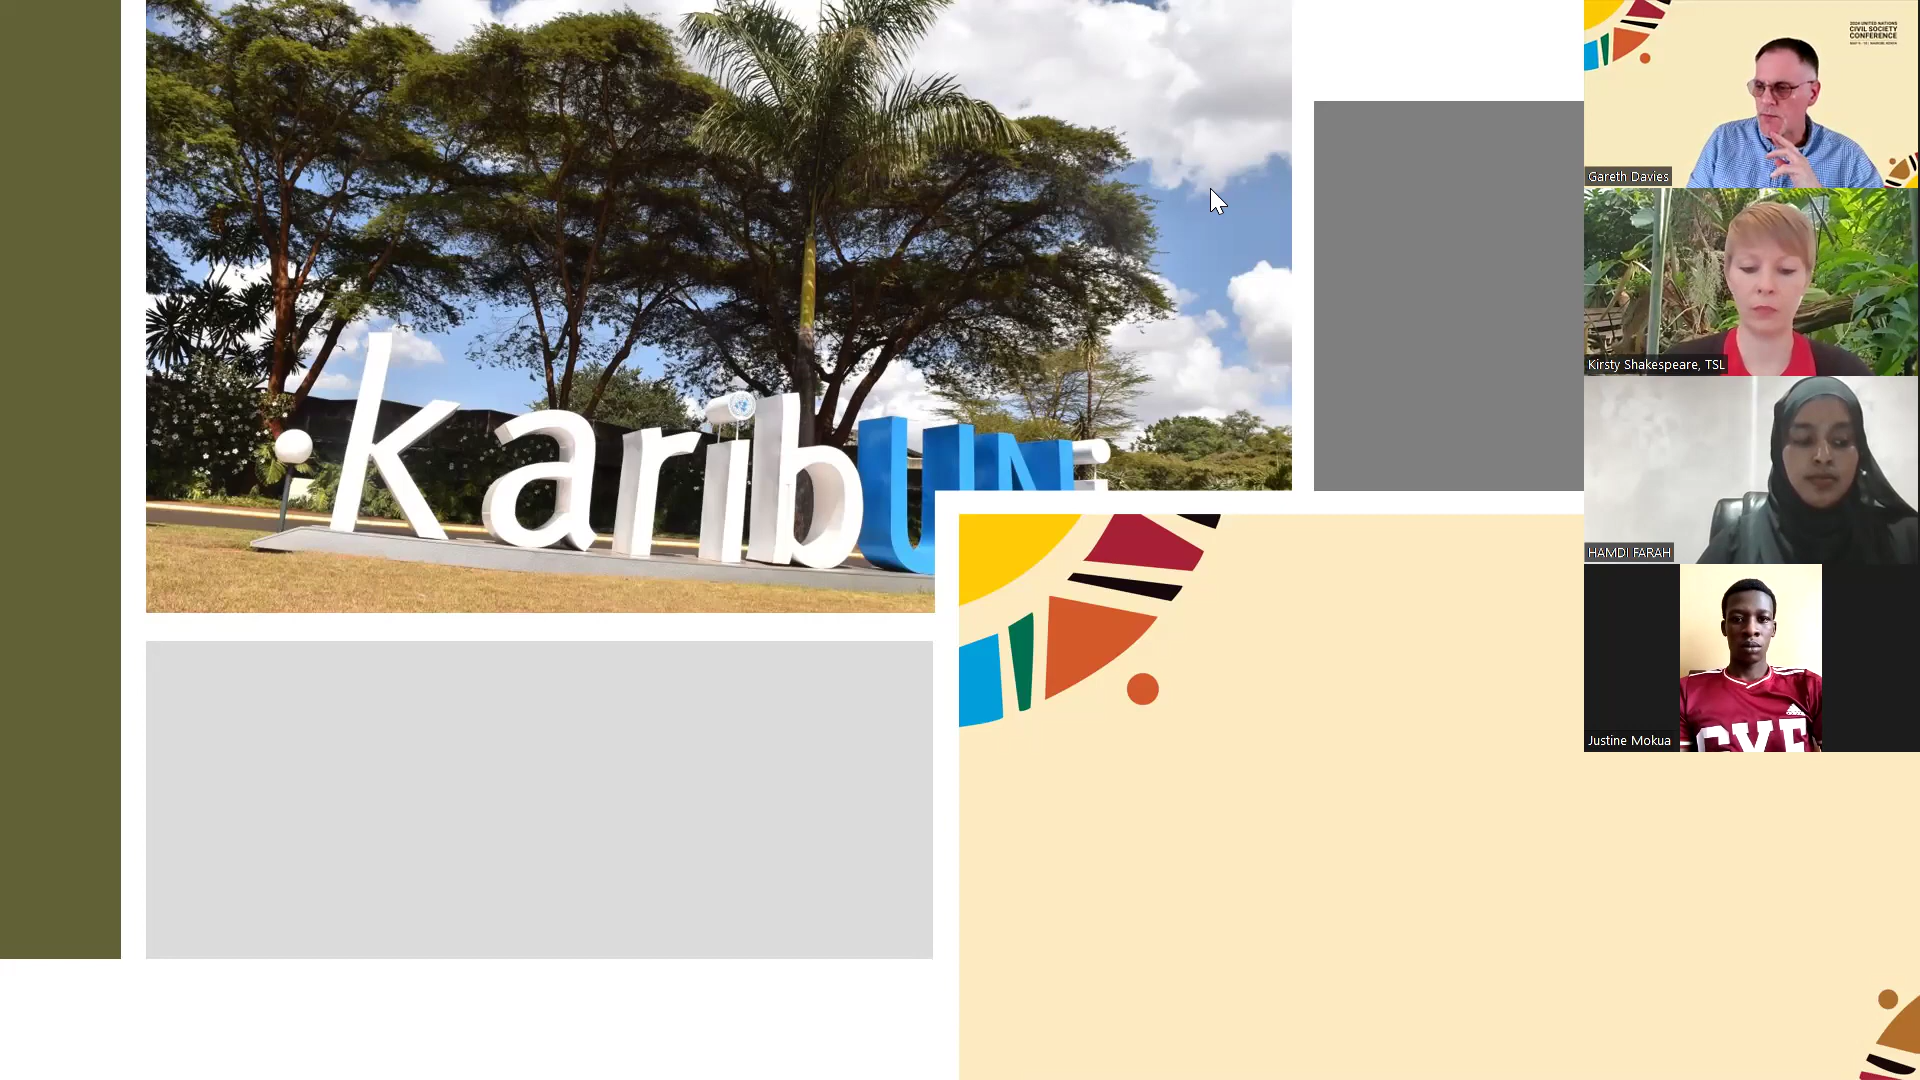 karibUN
2024 UNITED NATIONS
CIVIL SOCIETY
CONFERENCE
Gareth Davies
Kirsty Shakespeare, TSL
HAMDI FARAH
Justine Mokua